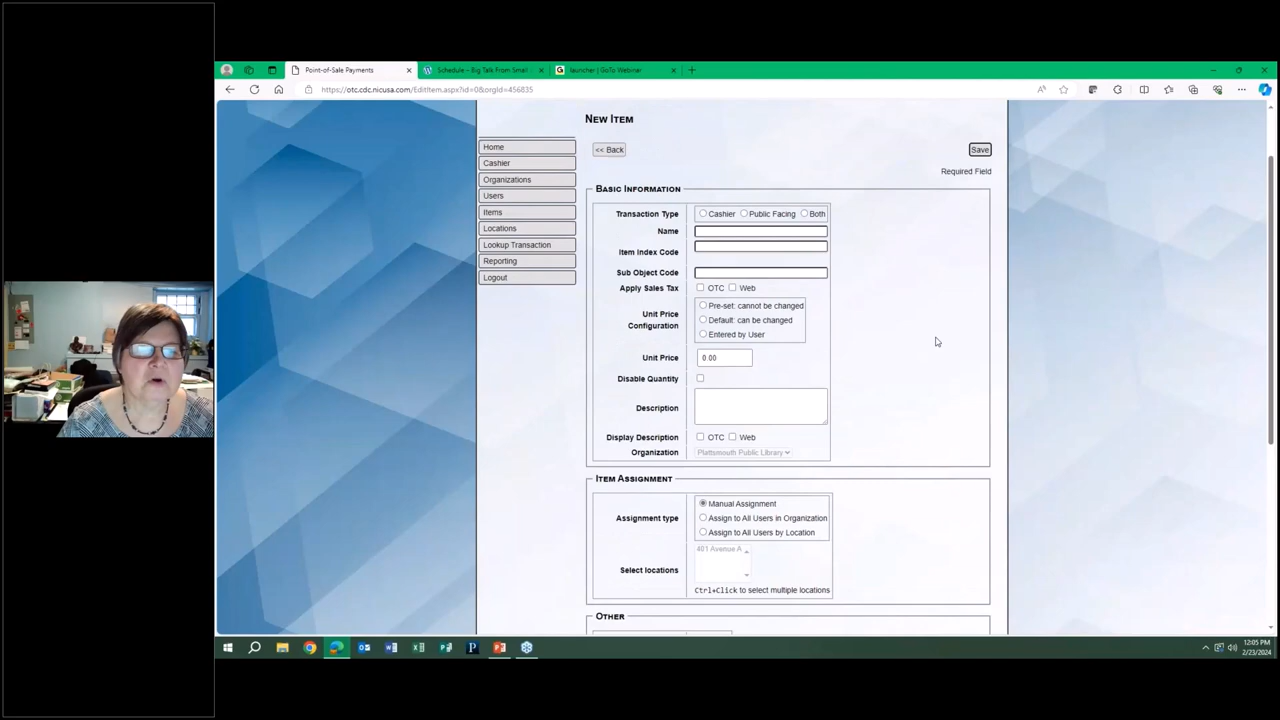 Point-of-Sale Payments
Schedule – Big Talk From Small
launcher | GoTo Webinar
https://otc.cdc.nicusa.com/EditItem.aspx?id=0&orgId=456835
NEW ITEM
<< Back
Save
Required Field
Home
Cashier
Organizations
Users
Items
Locations
Lookup Transaction
Reporting
Logout
BASIC INFORMATION
Transaction Type Cashier Public Facing Both
Name
Item Index Code
Sub Object Code
Apply Sales Tax OTC Web
Unit Price Configuration
Pre-set: cannot be changed
Default: can be changed
Entered by User
Unit Price 0.00
Disable Quantity
Description
Display Description OTC Web
Organization Plattsmouth Public Library
ITEM ASSIGNMENT
Assignment type
Manual Assignment
Assign to All Users in Organization
Assign to All Users by Location
Select locations
401 Avenue A
Ctrl+Click to select multiple locations
OTHER
12:05 PM
2/23/2024